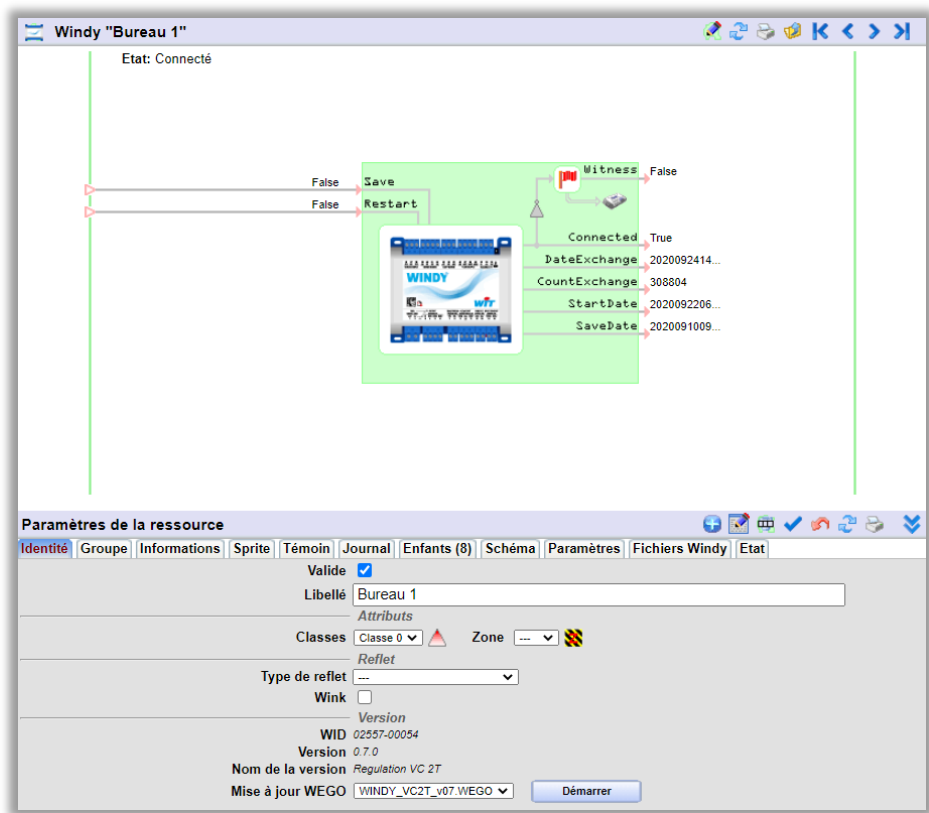 Windy "Bureau 1"
Etat: Connecté
Witness False
False Save
False Restart
Connected True
WINDY
DateExchange 2020092414...
CountExchange 308804
wit
StartDate 2020092206...
SaveDate 2020091009...
Paramètres de la ressource
Identité Groupe Informations Sprite Témoin Journal Enfants (8) Schéma Paramètres Fichiers Windy Etat
Valide
Libellé Bureau 1
Attributs
Classes Classe 0 Zone ---
Reflet
Type de reflet ---
Wink
Version
WID 02557-00054
Version 0.7.0
Nom de la version Regulation VC 2T
Mise à jour WEGO WINDY_VC2T_v07.WEGO Démarrer